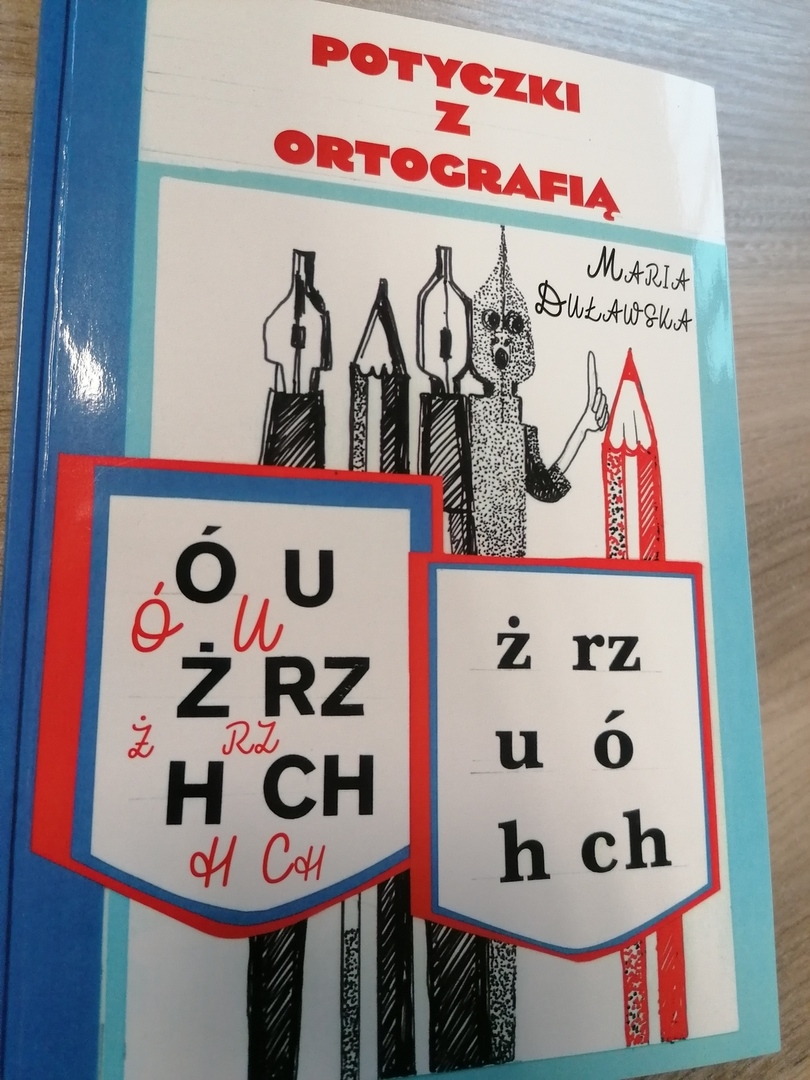 POTYCZKI
Z
ORTOGRAFIĄ
MARIA
DUŁAWSKA
Ó U
Ó U
Ż RZ
Ż RZ
H CH
H CH
ż rz
u ó
h ch